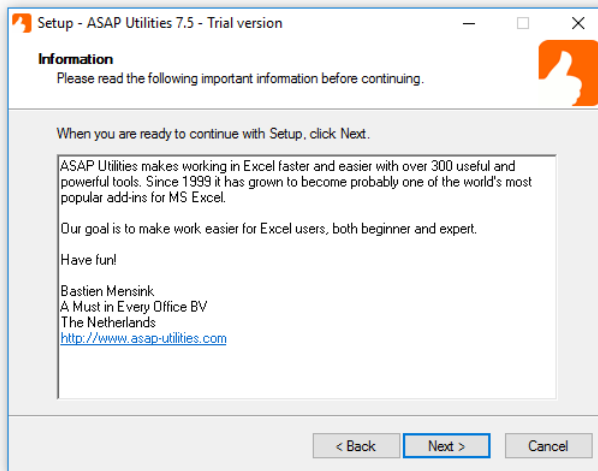 Setup - ASAP Utilities 7.5 - Trial version
Information
Please read the following important information before continuing.
When you are ready to continue with Setup, click Next.
ASAP Utilities makes working in Excel faster and easier with over 300 useful and
powerful tools. Since 1999 it has grown to become probably one of the world's most
popular add-ins for MS Excel.
Our goal is to make work easier for Excel users, both beginner and expert.
Have fun!
Bastien Mensink
A Must in Every Office BV
The Netherlands
http://www.asap-utilities.com
< Back
Next >
Cancel